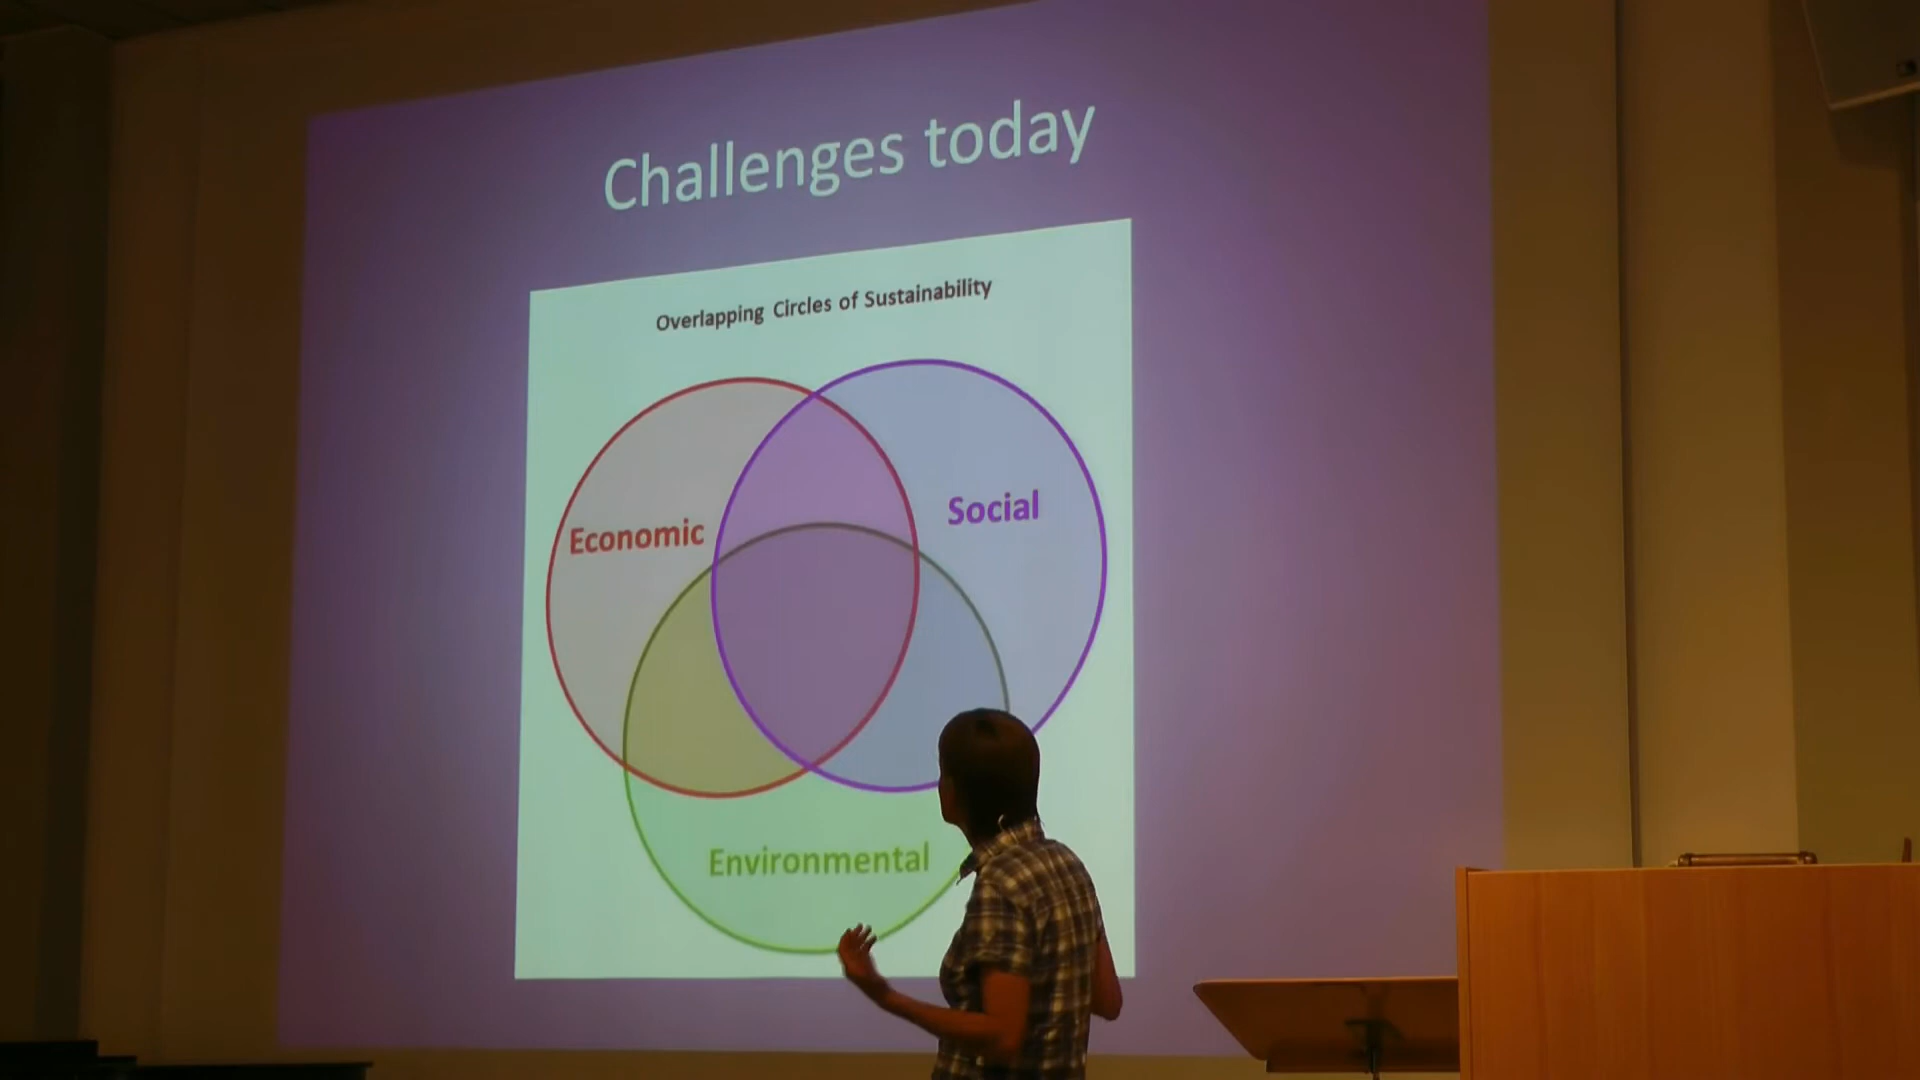 Challenges today
Overlapping Circles of Sustainability
Economic
Social
Environmental